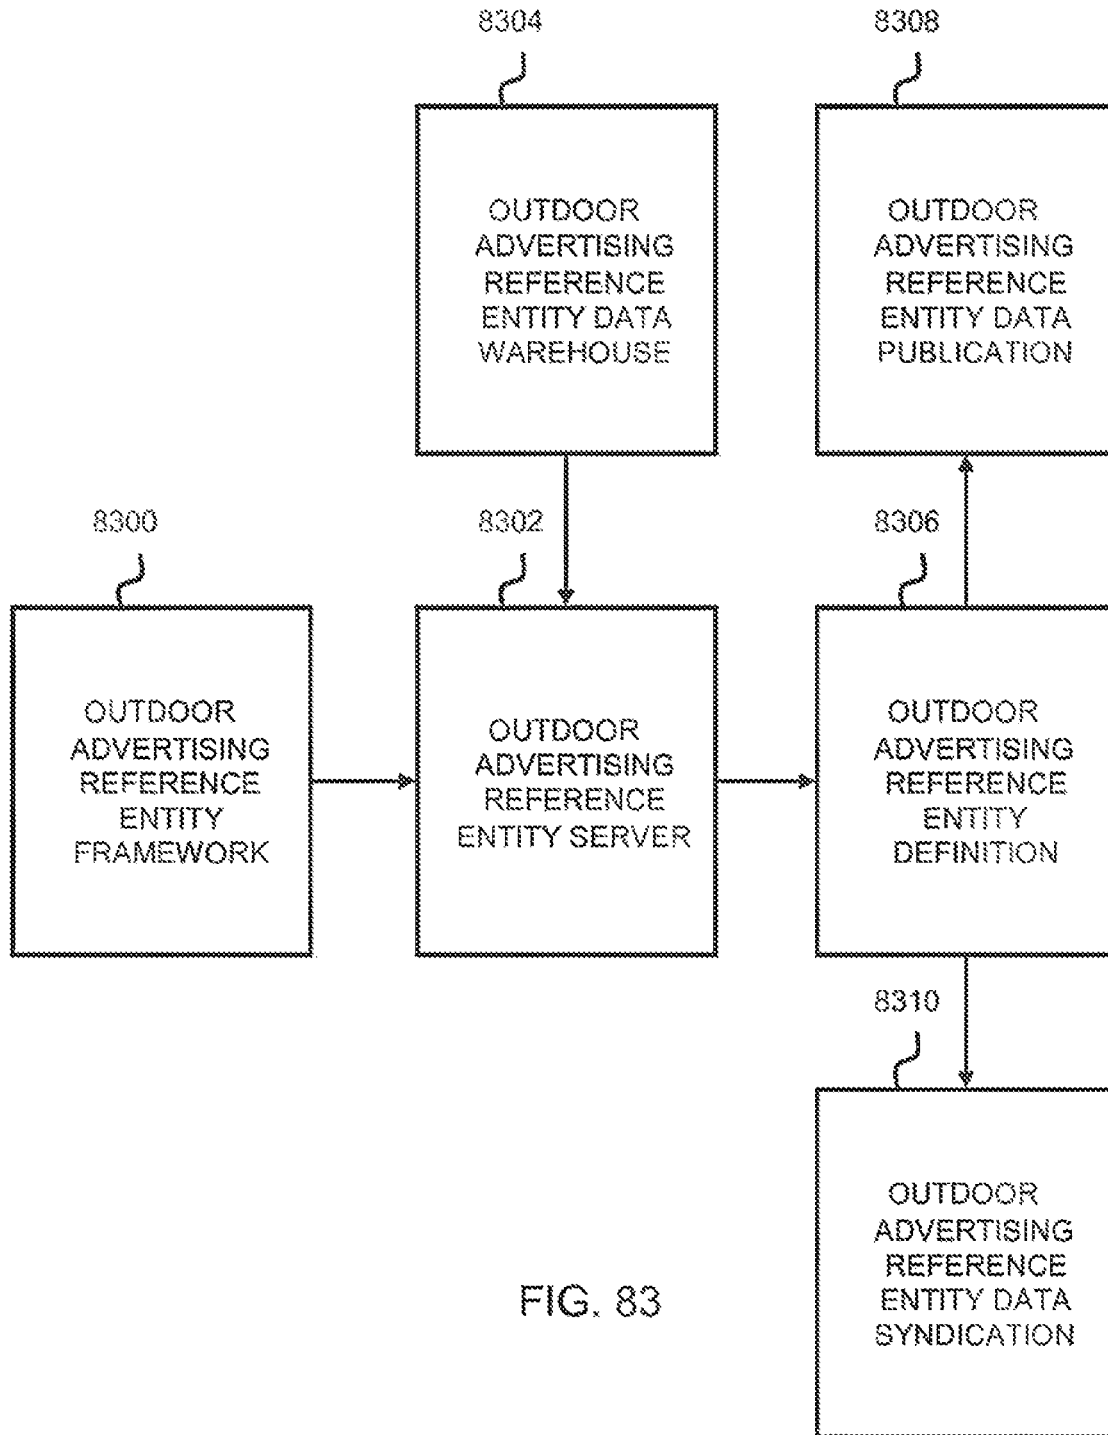 8304
8308
OUTDOOR
ADVERTISING
REFERENCE
ENTITY DATA
WAREHOUSE
OUTDOOR
ADVERTISING
REFERENCE
ENTITY DATA
PUBLICATION
8300
8302
8306
OUTDOOR
ADVERTISING
REFERENCE
ENTITY
FRAMEWORK
OUTDOOR
ADVERTISING
REFERENCE
ENTITY SERVER
OUTDOOR
ADVERTISING
REFERENCE
ENTITY
DEFINITION
8310
OUTDOOR
ADVERTISING
REFERENCE
ENTITY DATA
SYNDICATION
FIG. 83